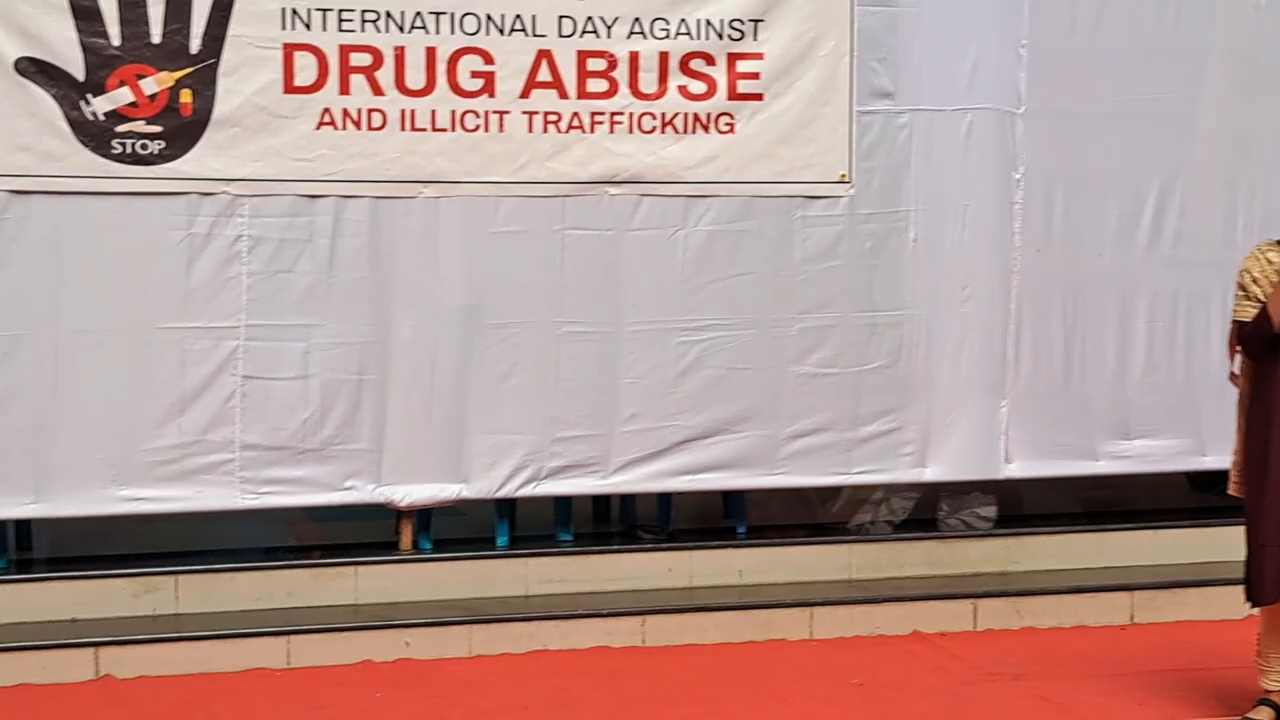 INTERNATIONAL DAY AGAINST
DRUG ABUSE
AND ILLICIT TRAFFICKING
STOP